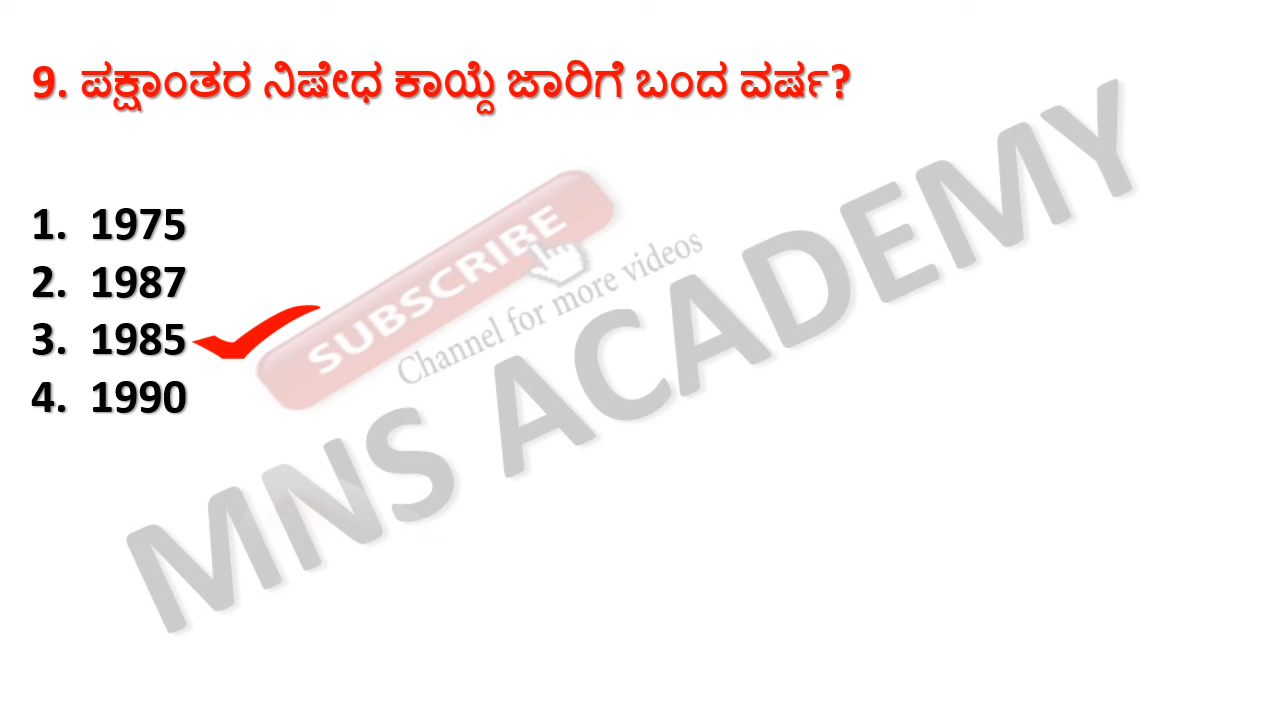 9. ಪಕ್ಷಾಂತರ ನಿಷೇಧ ಕಾಯ್ದೆ ಜಾರಿಗೆ ಬಂದ ವರ್ಷ?
1. 1975
2. 1987
3. 1985
4. 1990
SUBSCRIBE
Channel for more videos
MNS ACADEMY